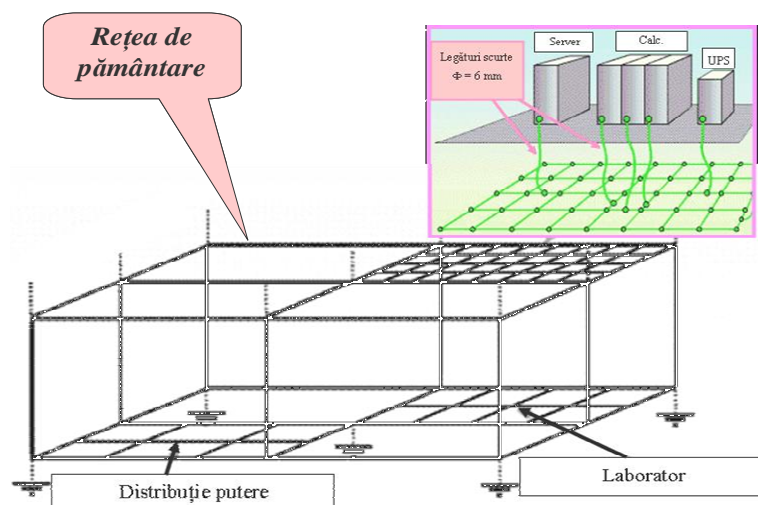 Rețea de
pământare
Server
Calc.
UPS
Legături scurte
Φ = 6 mm
Laborator
Distribuție putere